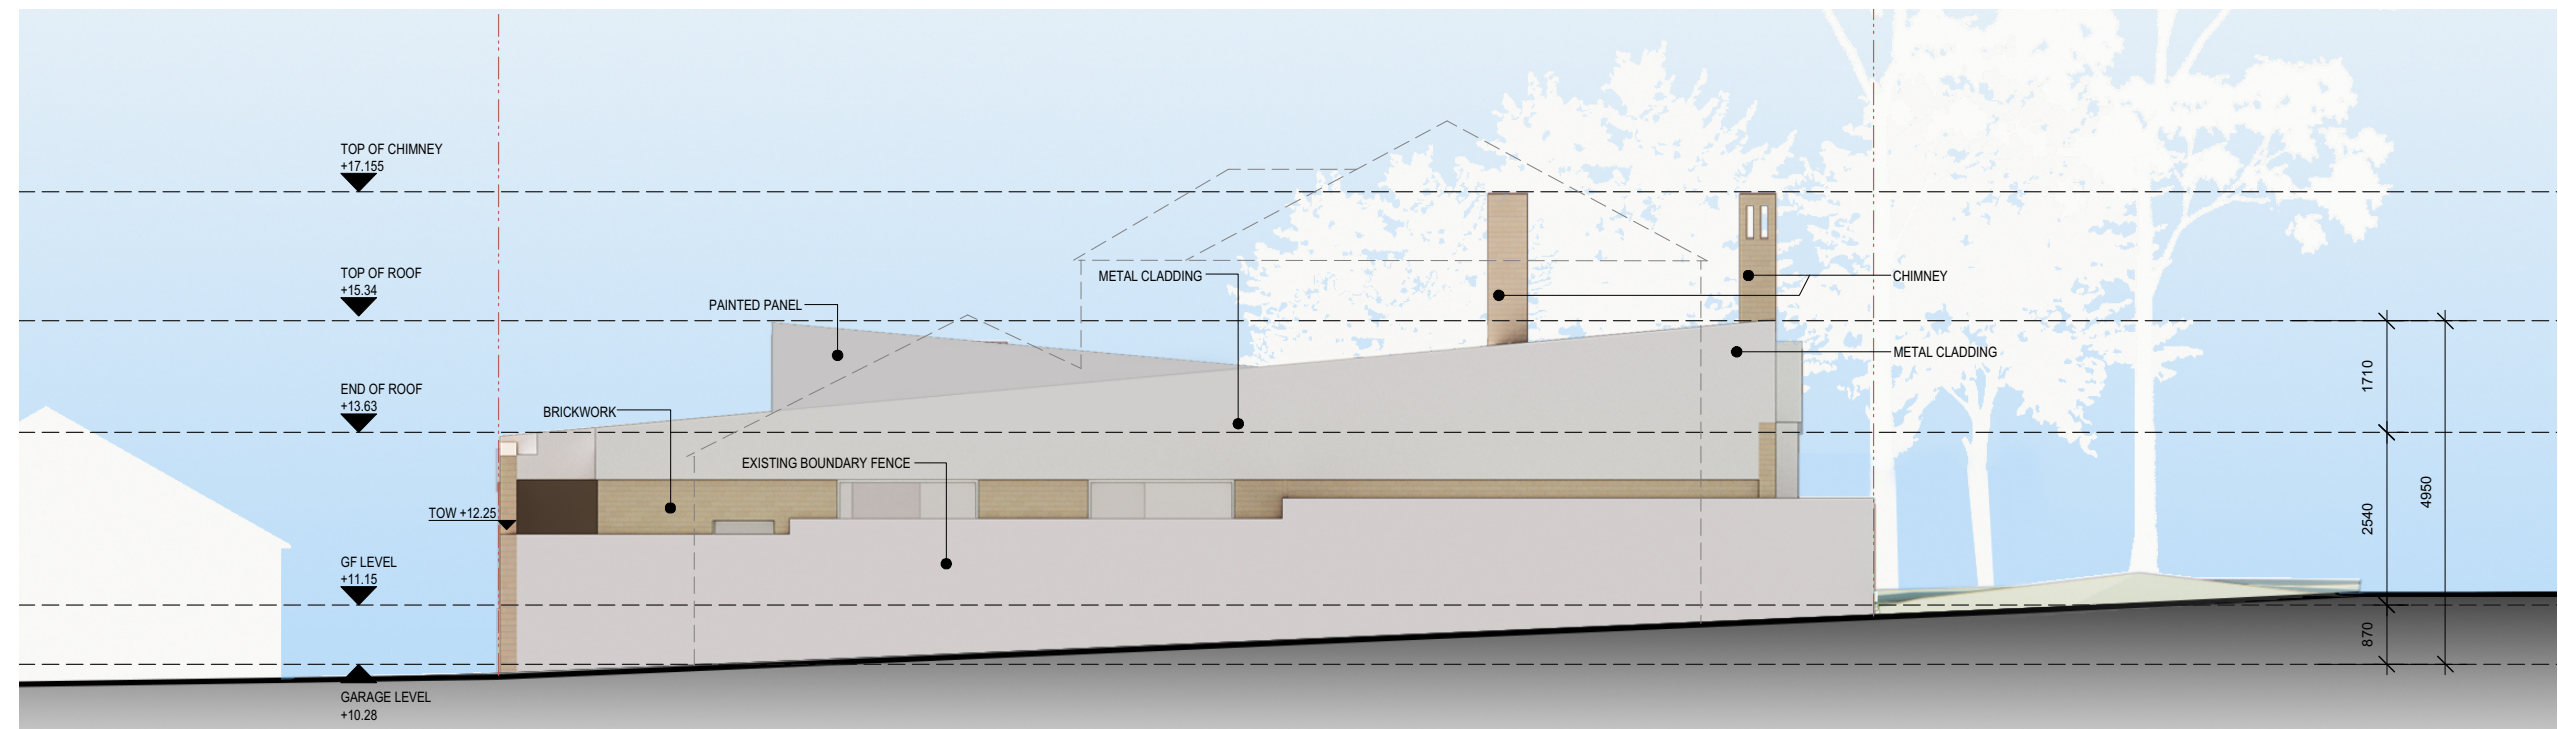 TOP OF CHIMNEY
+17.155
TOP OF ROOF
+15.34
METAL CLADDING
CHIMNEY
PAINTED PANEL
METAL CLADDING
END OF ROOF
+13.63
BRICKWORK
EXISTING BOUNDARY FENCE
TOW +12.25
GF LEVEL
+11.15
GARAGE LEVEL
+10.28
1710
2540
4950
870